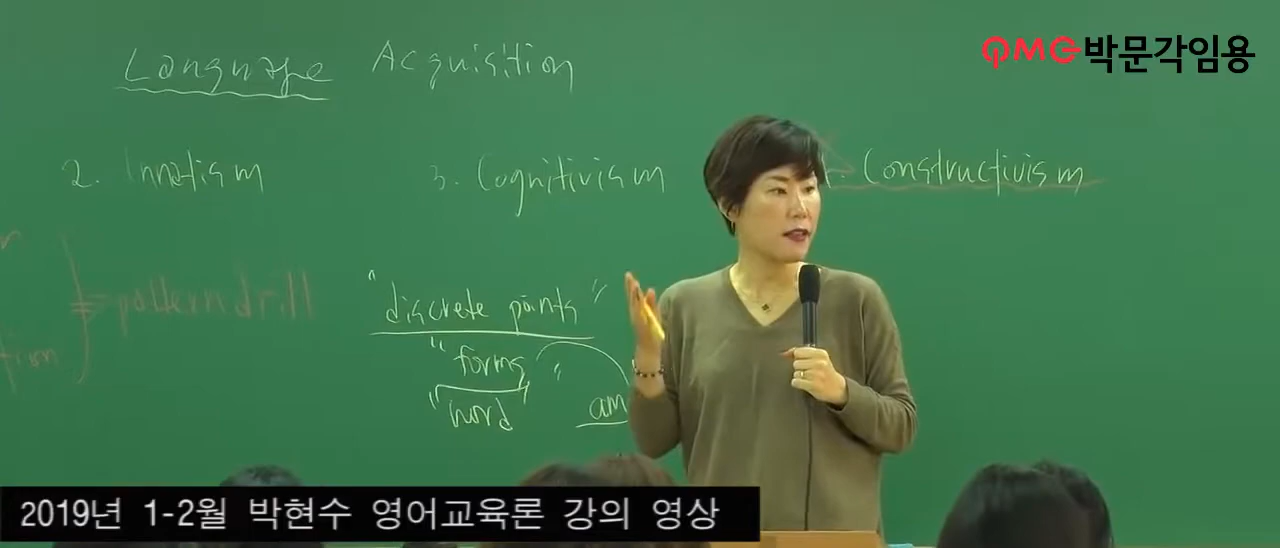 PMG박문각임용
Language Acquisition
2. Innatism 3. Cognitivism 4. Constructivism
pattern drill
"discrete points"
"forms"
"word" am
2019년 1-2월 박현수 영어교육론 강의 영상